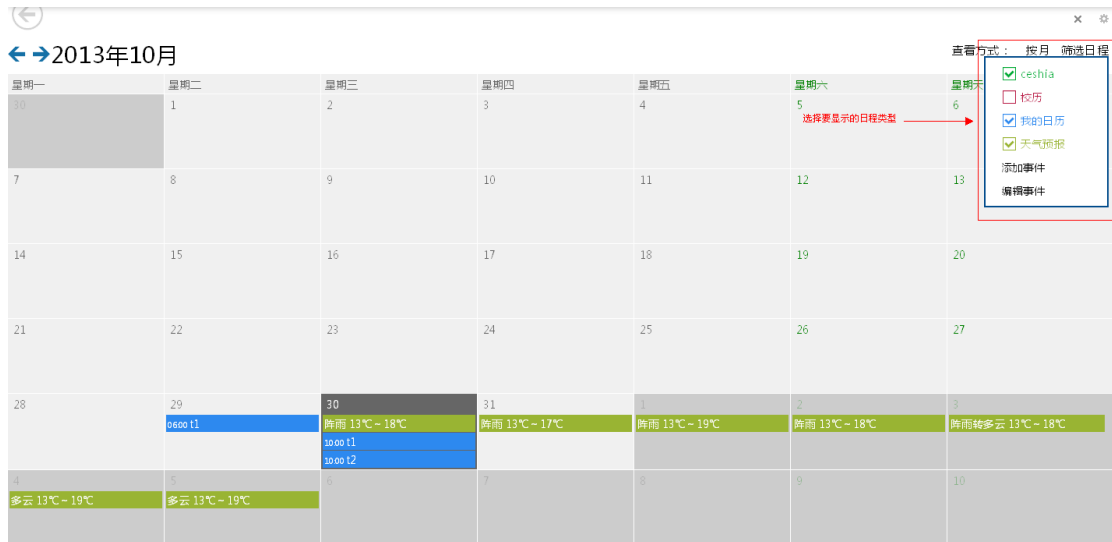 2013年10月
查看方式： 按月 筛选日程
星期一 星期二 星期三 星期四 星期五 星期六 星期天
ceshia
校历
我的日历
天气预报
添加事件
编辑事件
30 1 2 3 4 5 6
选择要显示的日程类型
7 8 9 10 11 12 13
14 15 16 17 18 19 20
21 22 23 24 25 26 27
28 29 30 31 1 2 3
06:00 t1 阵雨 13℃ ~ 18℃ 阵雨 13℃ ~ 17℃ 阵雨 13℃ ~ 19℃ 阵雨 13℃ ~ 18℃ 阵雨转多云 13℃ ~ 18℃
10:00 t1
10:00 t2
4 5 6 7 8 9 10
多云 13℃ ~ 19℃ 多云 13℃ ~ 19℃